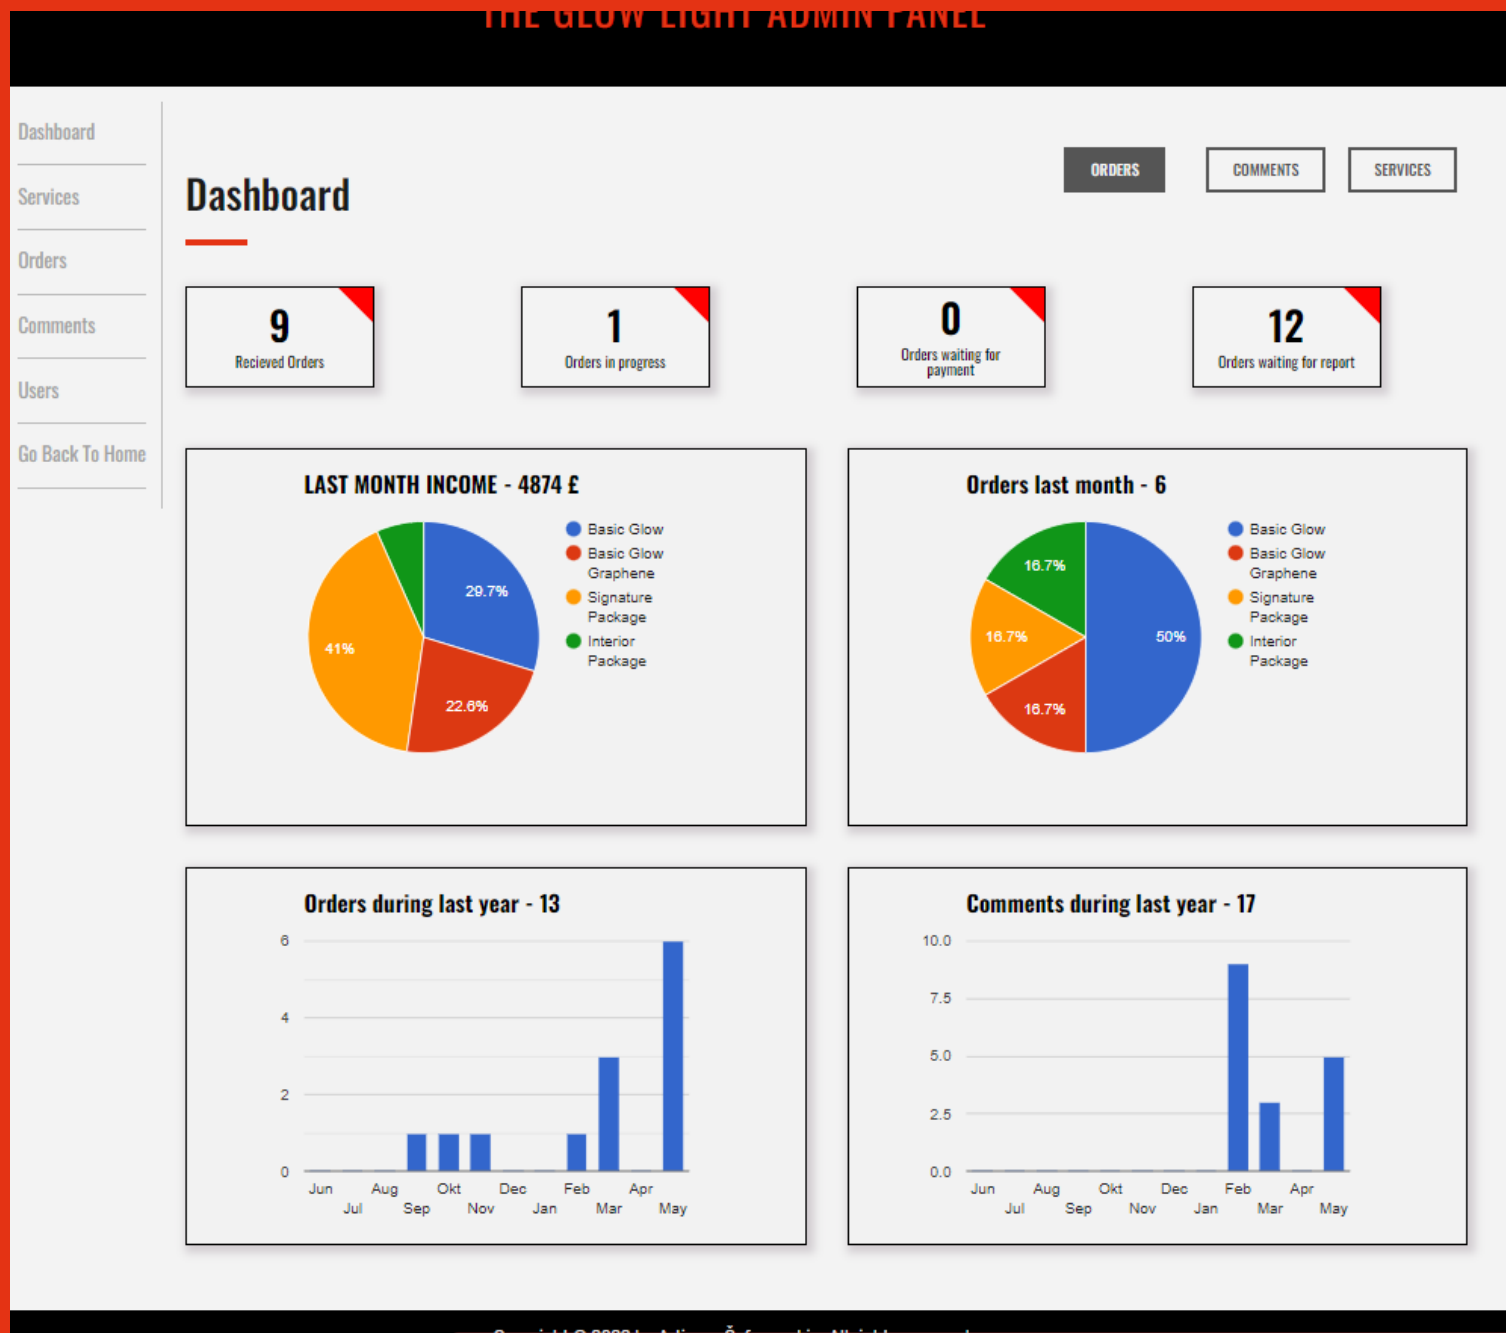 THE GLOW LIGHT ADMIN PANEL
Dashboard
Services
Orders
Comments
Users
Go Back To Home
Dashboard
ORDERS
COMMENTS
SERVICES
9
Recieved Orders
1
Orders in progress
0
Orders waiting for
payment
12
Orders waiting for report
LAST MONTH INCOME - 4874 £
29.7%
22.6%
41%
Basic Glow
Basic Glow
Graphene
Signature
Package
Interior
Package
Orders last month - 6
16.7%
16.7%
50%
16.7%
Basic Glow
Basic Glow
Graphene
Signature
Package
Interior
Package
Orders during last year - 13
6
4
2
0
Jun Aug Okt Dec Feb Apr
Jul Sep Nov Jan Mar May
Comments during last year - 17
10.0
7.5
5.0
2.5
0.0
Jun Aug Okt Dec Feb Apr
Jul Sep Nov Jan Mar May